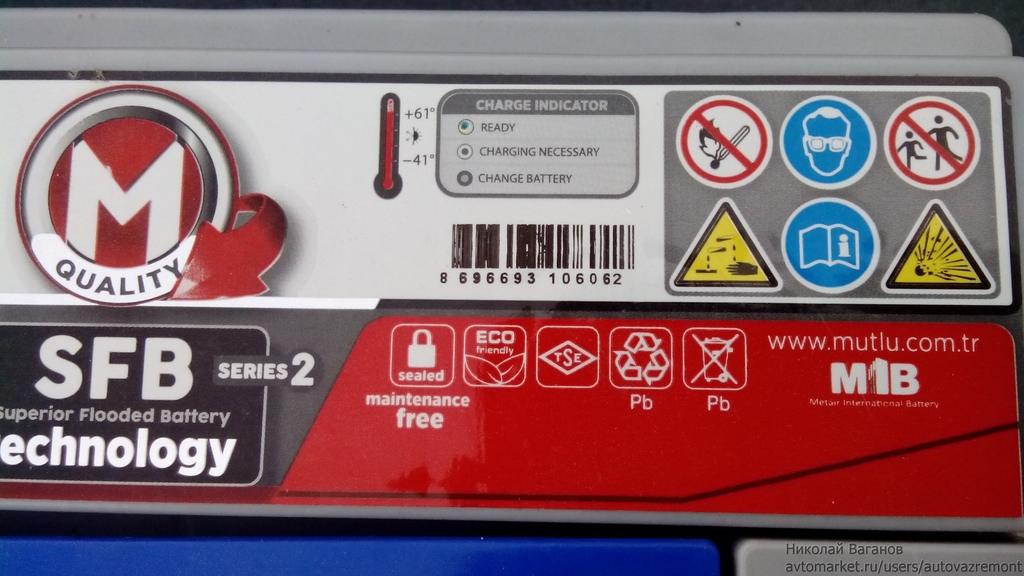 M
QUALITY
+61°
-41°
CHARGE INDICATOR
READY
CHARGING NECESSARY
CHANGE BATTERY
8 696693 106062
SFB
SERIES 2
Superior Flooded Battery
echnology
sealed
maintenance
free
ECO
friendly
TSE
Pb
Pb
www.mutlu.com.tr
MIB
Metair International Battery
Николай Ваганов
avtomarket.ru/users/autovazremont